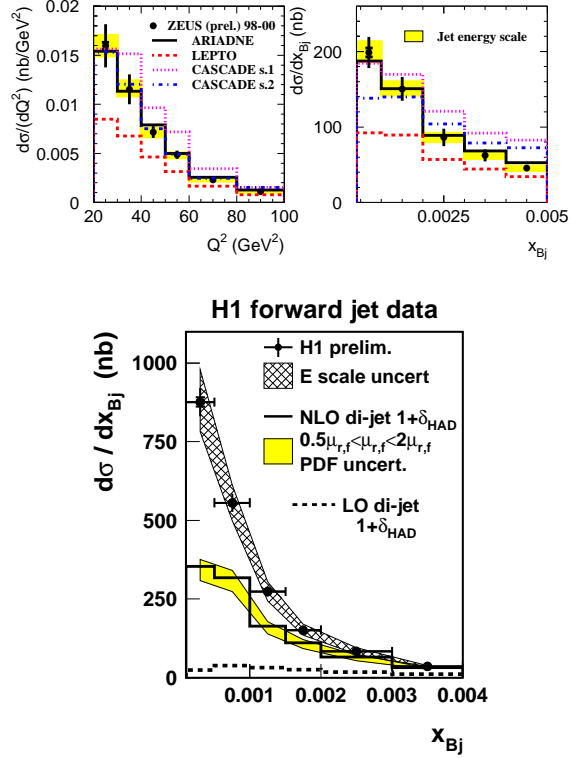 dσ/(dQ²) (nb/GeV²)
0.02
0.015
0.01
0.005
0
20 40 60 80 100
Q² (GeV²)
ZEUS (prel.) 98-00
ARIADNE
LEPTO
CASCADE s.1
CASCADE s.2
dσ/dx_Bj (nb)
200
100
0
0.0025 0.005
x_Bj
Jet energy scale
H1 forward jet data
dσ / dx_Bj (nb)
1000
750
500
250
0
H1 prelim.
E scale uncert
NLO di-jet 1+δ_HAD
0.5μ_r,f<μ_r,f<2μ_r,f
PDF uncert.
LO di-jet
1+δ_HAD
0.001 0.002 0.003 0.004
x_Bj